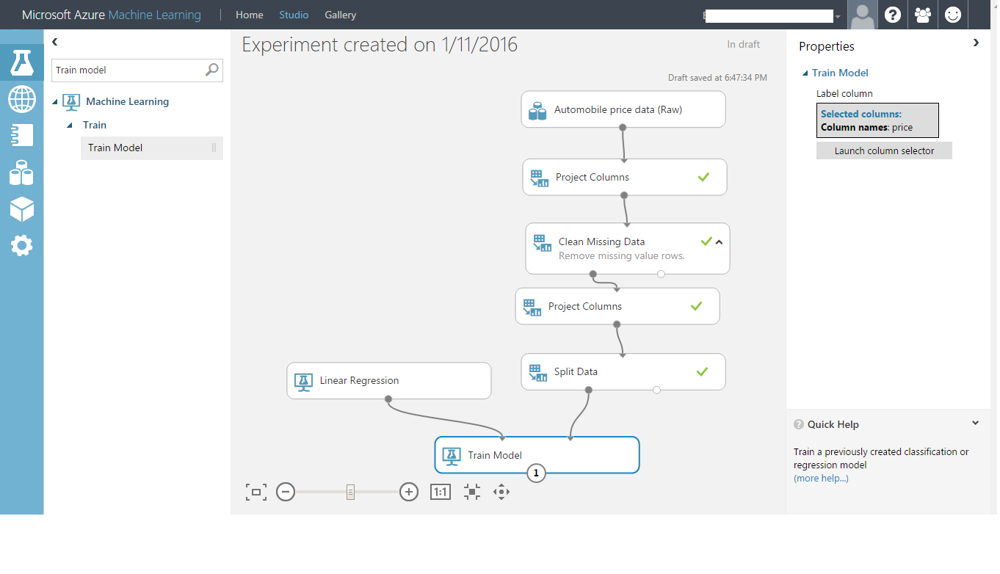 Microsoft Azure Machine Learning
Home
Studio
Gallery
Train model
Machine Learning
Train
Train Model
Experiment created on 1/11/2016
In draft
Draft saved at 6:47:34 PM
Automobile price data (Raw)
Project Columns
Clean Missing Data
Remove missing value rows.
Project Columns
Split Data
Linear Regression
Train Model
1
1:1
Properties
Train Model
Label column
Selected columns:
Column names: price
Launch column selector
Quick Help
Train a previously created classification or
regression model
(more help...)